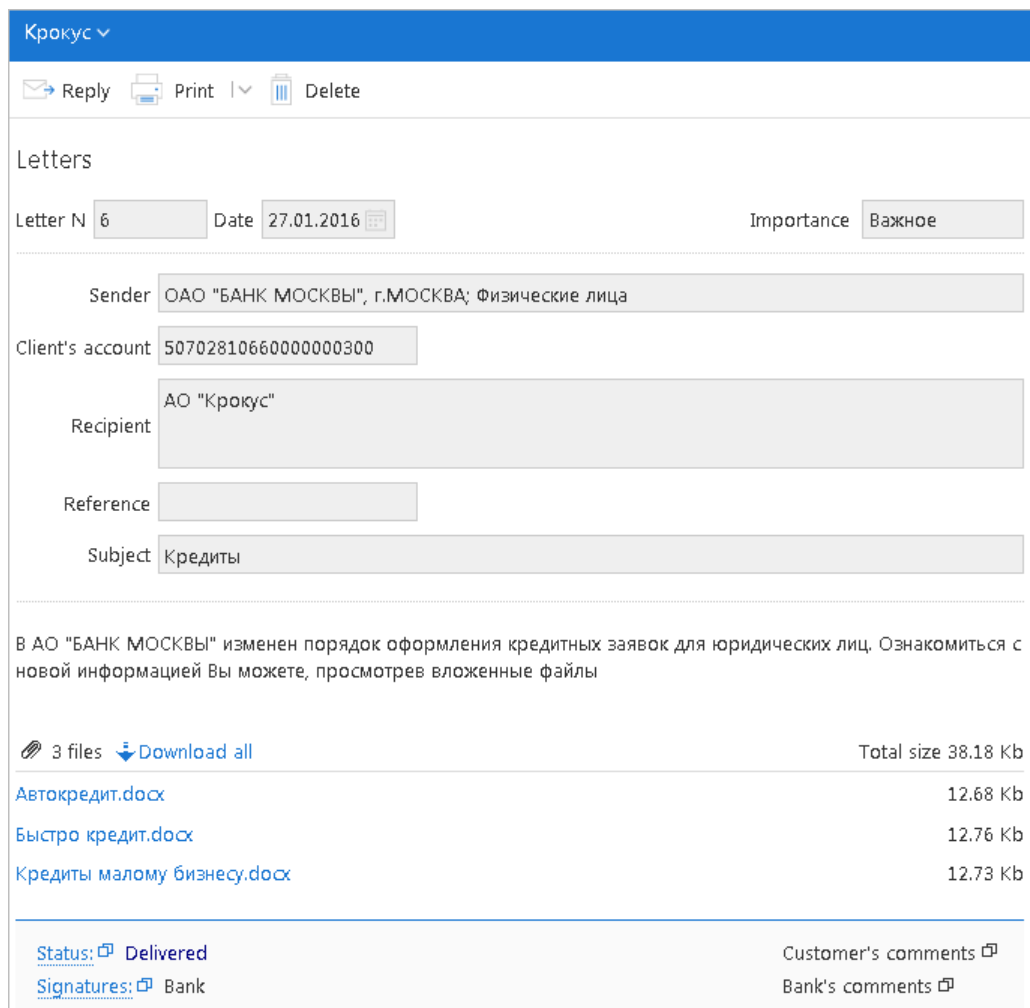 Крокус
Reply Print Delete
Letters
Letter N 6 Date 27.01.2016 Importance Важное
Sender ОАО "БАНК МОСКВЫ", г.МОСКВА; Физические лица
Client's account 50702810660000000300
АО "Крокус"
Recipient
Reference
Subject Кредиты
В АО "БАНК МОСКВЫ" изменен порядок оформления кредитных заявок для юридических лиц. Ознакомиться с
новой информацией Вы можете, просмотрев вложенные файлы
3 files Download all Total size 38.18 Kb
Автокредит.docx 12.68 Kb
Быстро кредит.docx 12.76 Kb
Кредиты малому бизнесу.docx 12.73 Kb
Status: Delivered Customer's comments
Signatures: Bank Bank's comments